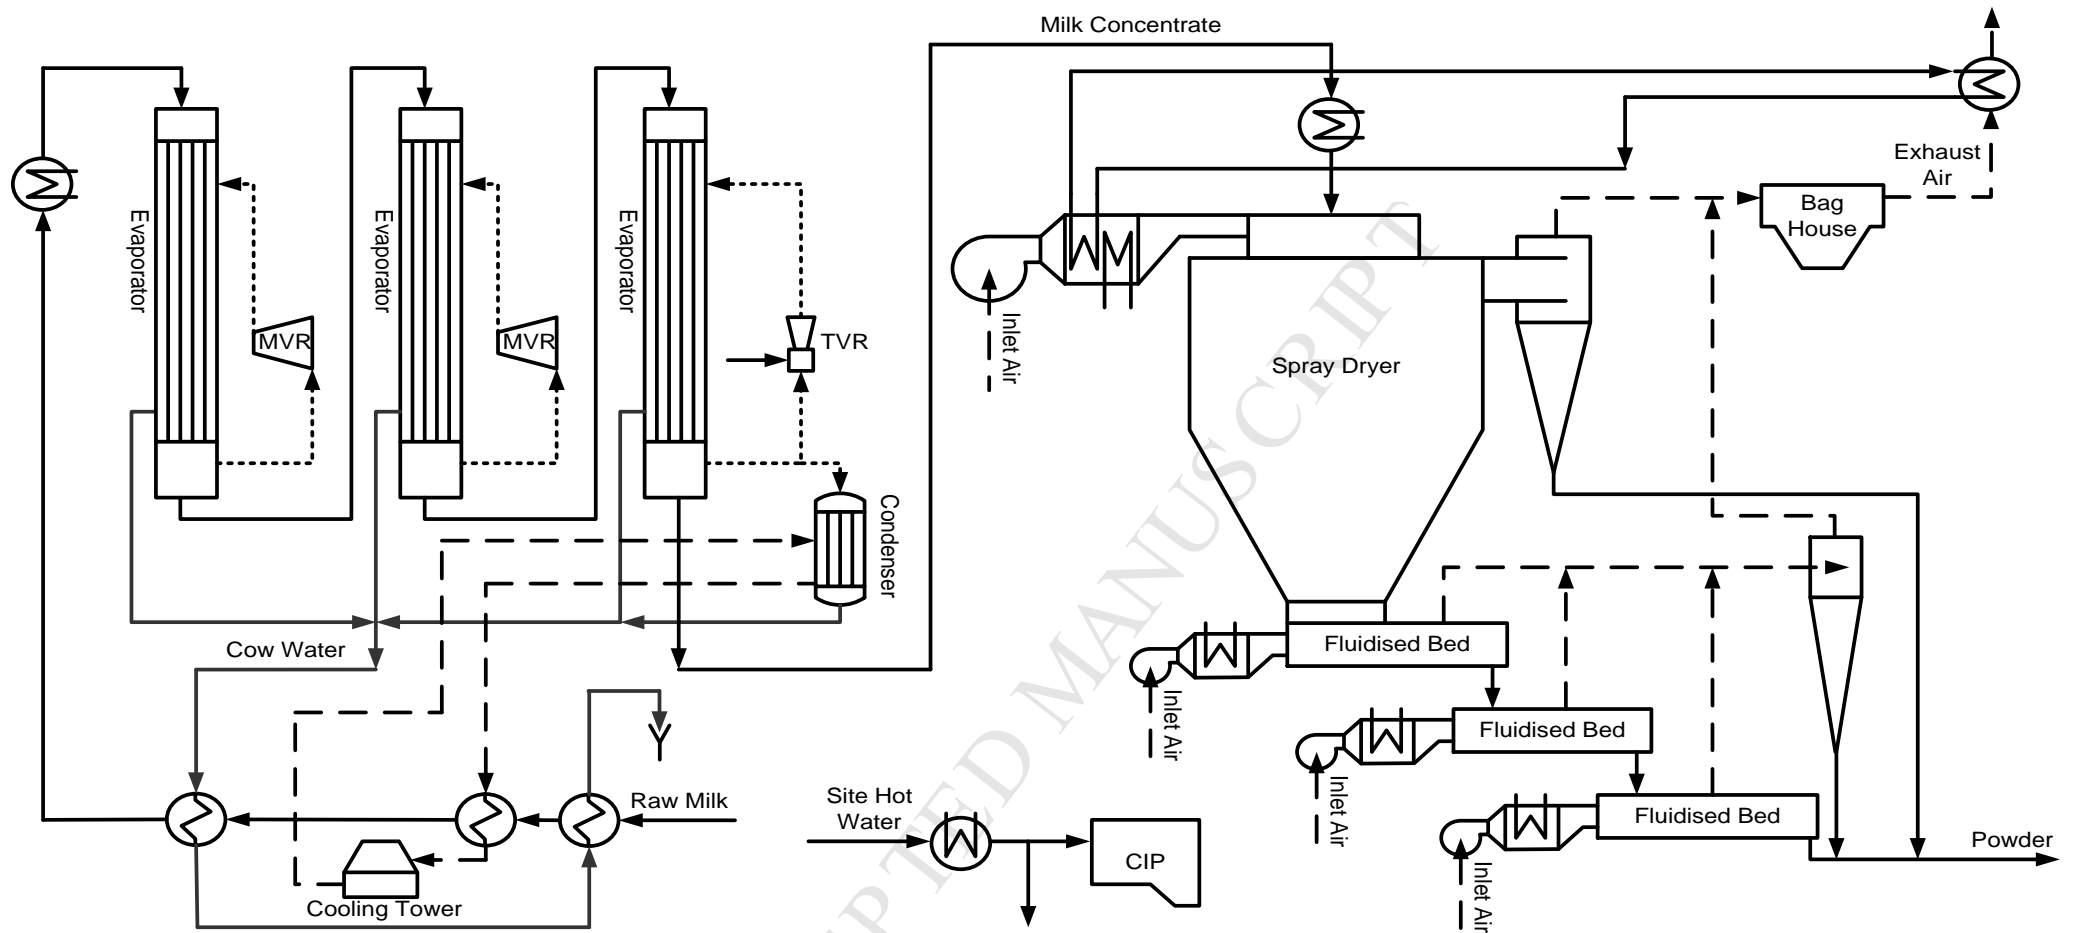 Milk Concentrate
Exhaust
Air
Bag
House
Evaporator
Evaporator
Evaporator
MVR
MVR
TVR
Inlet Air
Spray Dryer
Condenser
Cow Water
Fluidised Bed
Inlet Air
Fluidised Bed
Inlet Air
Raw Milk
Site Hot
Water
Fluidised Bed
Inlet Air
CIP
Powder
Cooling Tower
PTED MANUSCRIPT